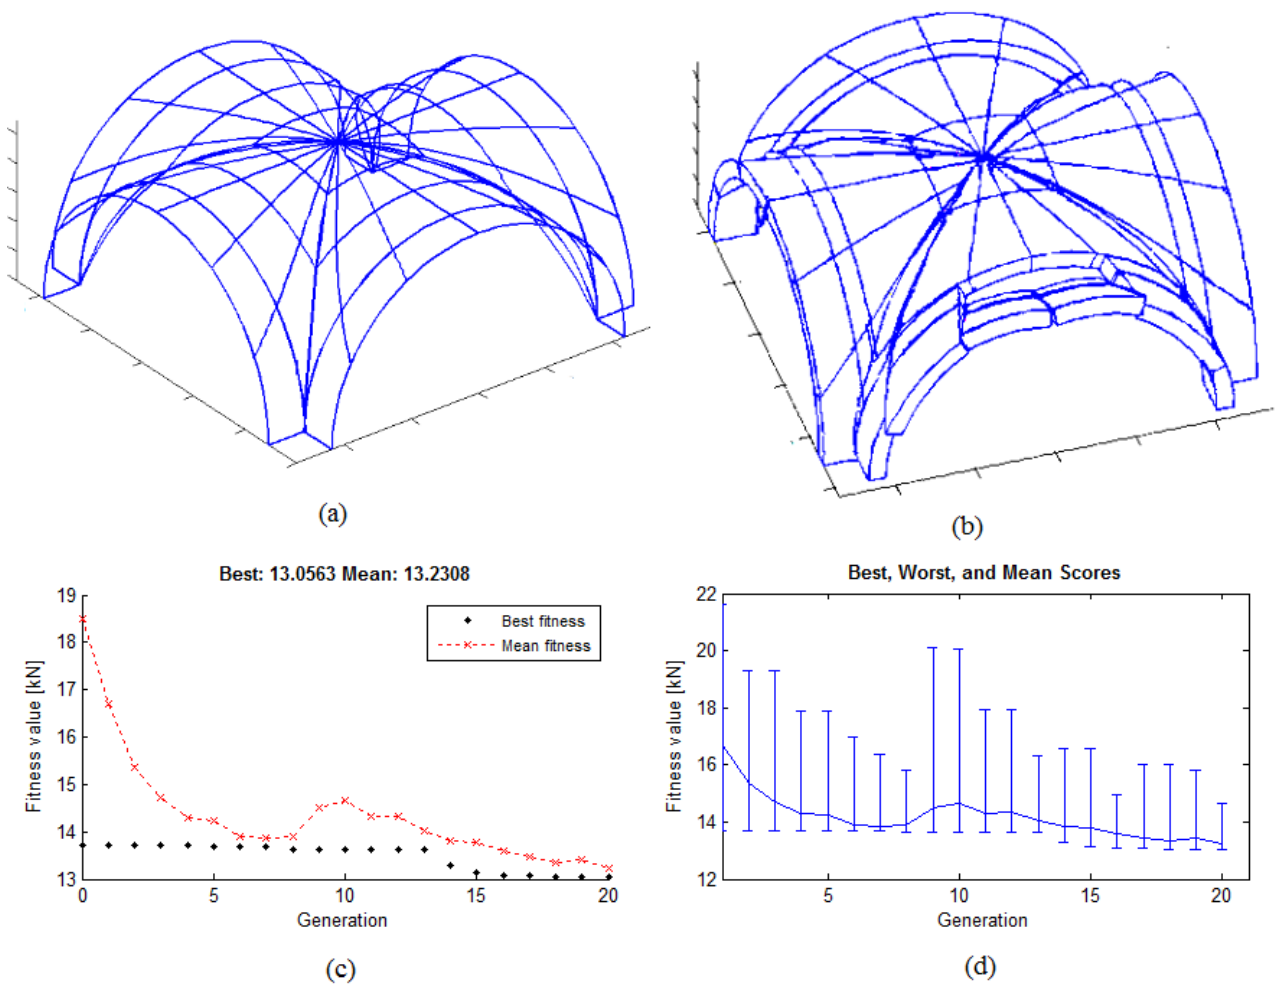 (a)
(b)
Best: 13.0563 Mean: 13.2308
19
18
17
16
15
14
13
0
5
10
15
20
Fitness value [kN]
Generation
Best fitness
Mean fitness
(c)
Best, Worst, and Mean Scores
22
20
18
16
14
12
5
10
15
20
Fitness value [kN]
Generation
(d)